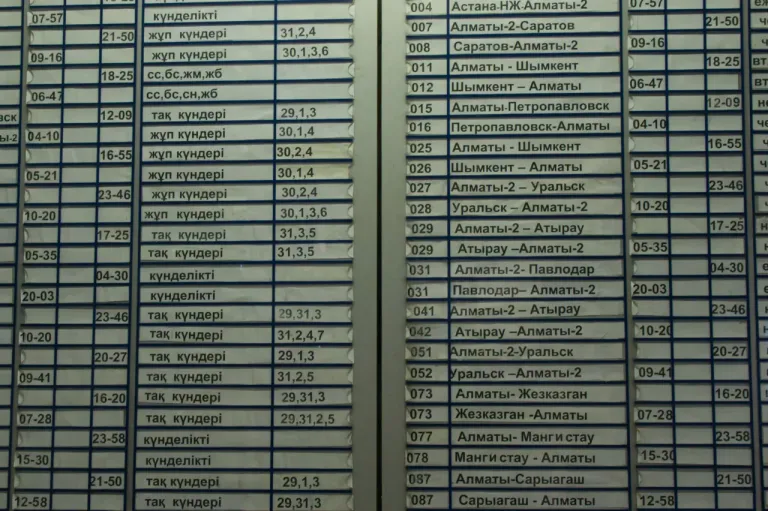 07-57 күнделікті
21-50 жұп күндері 31,2,4
09-16 жұп күндері 30,1,3,6
18-25 сс,бс,жм,жб
06-47 сс,бс,сн,жб
12-09 тақ күндері 29,1,3
04-10 жұп күндері 30,1,4
16-55 жұп күндері 30,2,4
05-21 жұп күндері 30,1,4
23-46 жұп күндері 30,2,4
10-20 жұп күндері 30,1,3,6
17-25 тақ күндері 31,3,5
05-35 тақ күндері 31,3,5
04-30 күнделікті
20-03 күнделікті
23-46 тақ күндері 29,31,3
10-20 тақ күндері 31,2,4,7
20-27 тақ күндері 29,1,3
09-41 тақ күндері 31,2,5
16-20 тақ күндері 29,31,3
07-28 тақ күндері 29,31,2,5
23-58 күнделікті
15-30 күнделікті
21-50 тақ күндері 29,1,3
12-58 тақ күндері 29,31,3
004 Астана-НЖ-Алматы-2 07-57
007 Алматы-2-Саратов 21-50
008 Саратов-Алматы-2 09-16
011 Алматы - Шымкент 18-25
012 Шымкент – Алматы 06-47
015 Алматы-Петропавловск 12-09
016 Петропавловск-Алматы 04-10
025 Алматы - Шымкент 16-55
026 Шымкент – Алматы 05-21
027 Алматы-2 – Уральск 23-46
028 Уральск – Алматы-2 10-20
029 Алматы-2 – Атырау 17-25
029 Атырау –Алматы-2 05-35
031 Алматы-2- Павлодар 04-30
031 Павлодар– Алматы-2 20-03
041 Алматы-2 – Атырау 23-46
042 Атырау –Алматы-2 10-20
051 Алматы-2-Уральск 20-27
052 Уральск –Алматы-2 09-41
073 Алматы- Жезказган 16-20
073 Жезказган -Алматы 07-28
077 Алматы- Мангистау 23-58
078 Мангистау - Алматы 15-30
087 Алматы-Сарыагаш 21-50
087 Сарыагаш - Алматы 12-58